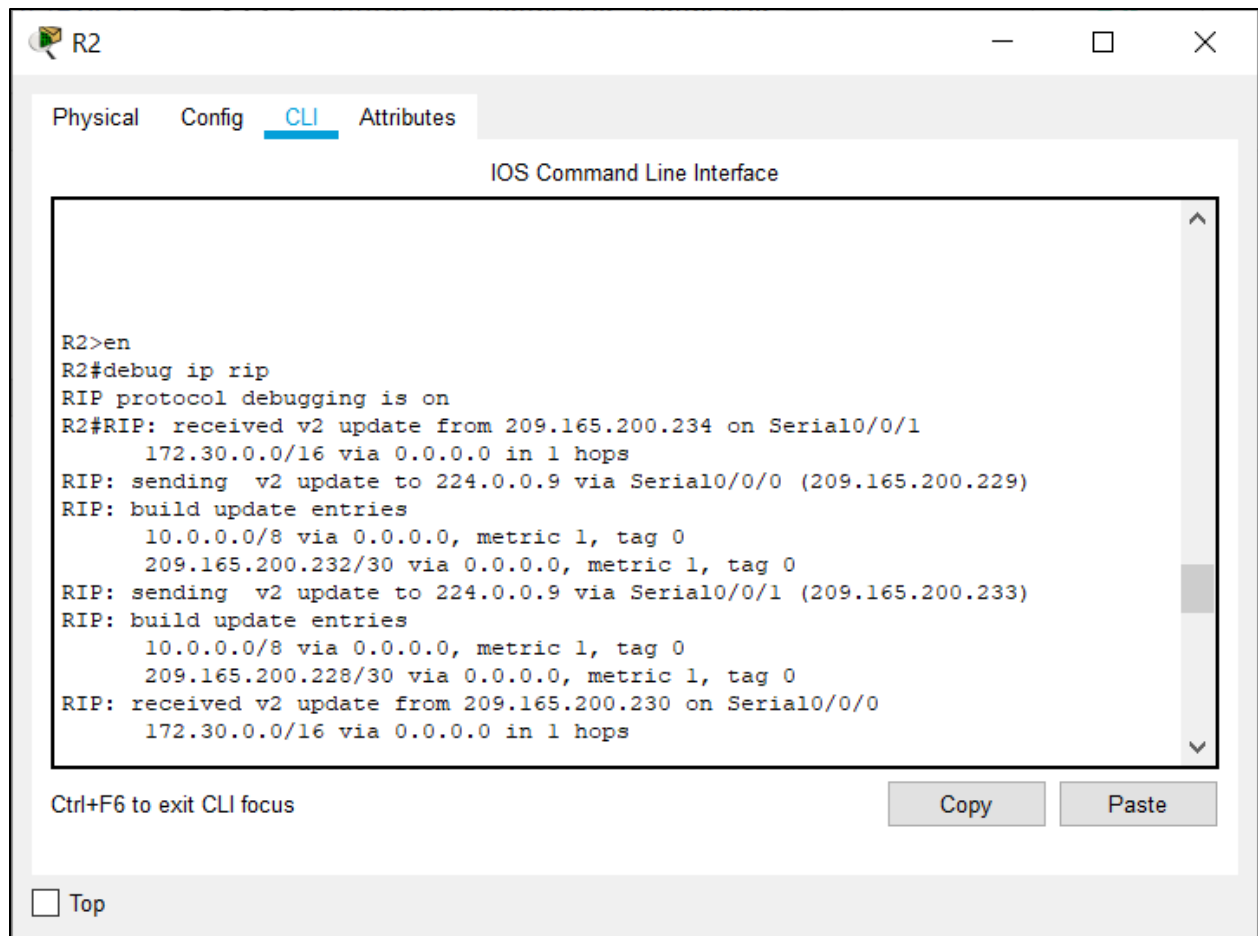 R2
Physical Config CLI Attributes
IOS Command Line Interface
R2>en
R2#debug ip rip
RIP protocol debugging is on
R2#RIP: received v2 update from 209.165.200.234 on Serial0/0/1
      172.30.0.0/16 via 0.0.0.0 in 1 hops
RIP: sending  v2 update to 224.0.0.9 via Serial0/0/0 (209.165.200.229)
RIP: build update entries
      10.0.0.0/8 via 0.0.0.0, metric 1, tag 0
      209.165.200.232/30 via 0.0.0.0, metric 1, tag 0
RIP: sending  v2 update to 224.0.0.9 via Serial0/0/1 (209.165.200.233)
RIP: build update entries
      10.0.0.0/8 via 0.0.0.0, metric 1, tag 0
      209.165.200.228/30 via 0.0.0.0, metric 1, tag 0
RIP: received v2 update from 209.165.200.230 on Serial0/0/0
      172.30.0.0/16 via 0.0.0.0 in 1 hops
Ctrl+F6 to exit CLI focus
Copy Paste
Top